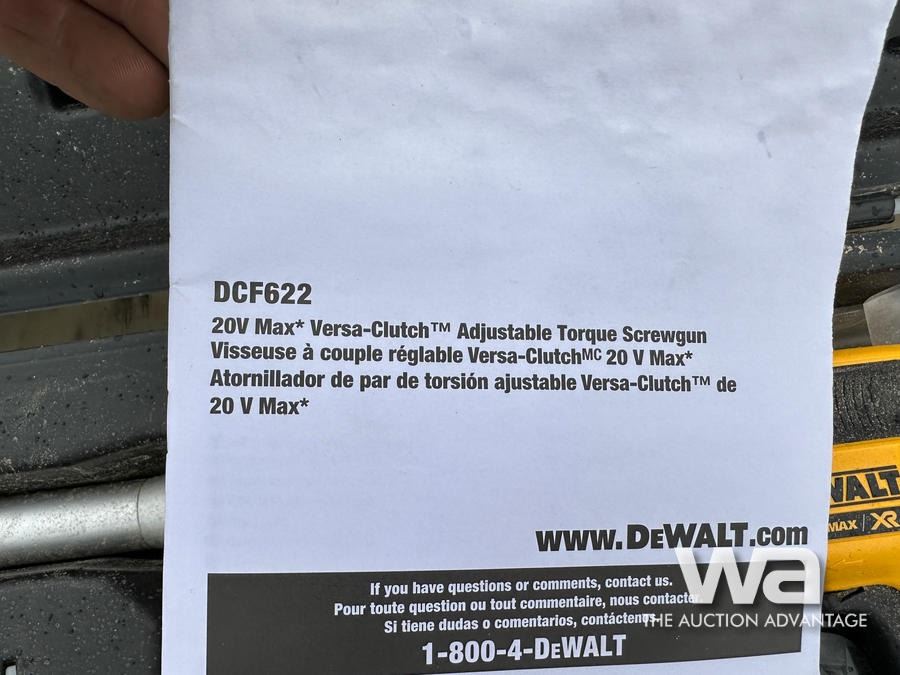 DCF622
20V Max* Versa-Clutch™ Adjustable Torque Screwgun
Visseuse à couple réglable Versa-Clutchᴹᶜ 20 V Max*
Atornillador de par de torsión ajustable Versa-Clutch™ de
20 V Max*
www.DEWALT.com
If you have questions or comments, contact us.
Pour toute question ou tout commentaire, nous contacter.
Si tiene dudas o comentarios, contáctenos.
1-800-4-DEWALT
WALT
MAX XR
wa
THE AUCTION ADVANTAGE